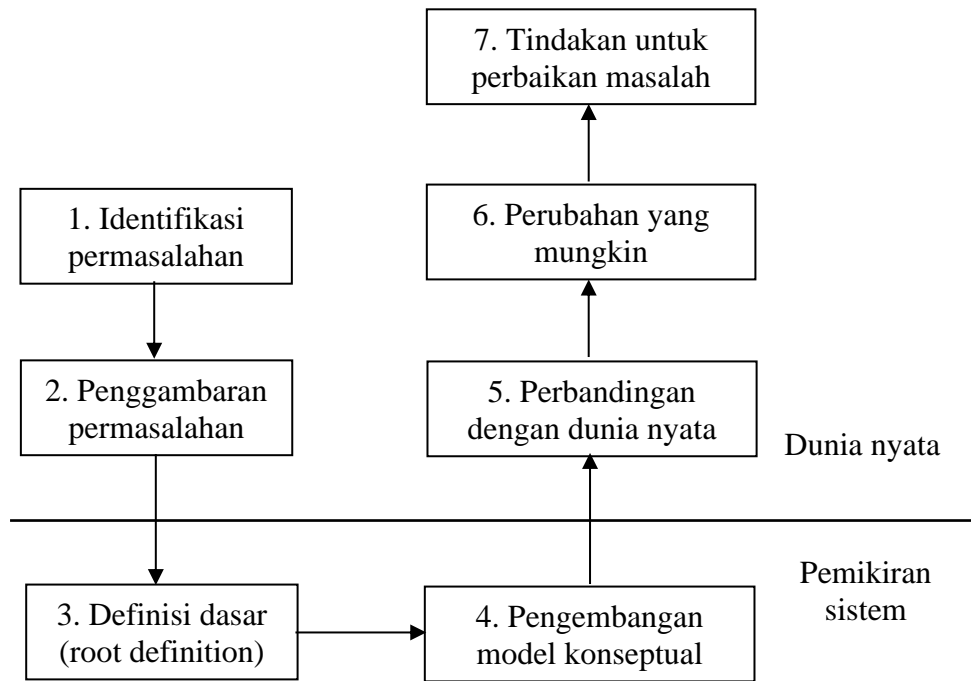 1. Identifikasi
permasalahan
2. Penggambaran
permasalahan
3. Definisi dasar
(root definition)
4. Pengembangan
model konseptual
5. Perbandingan
dengan dunia nyata
6. Perubahan yang
mungkin
7. Tindakan untuk
perbaikan masalah
Dunia nyata
Pemikiran
sistem